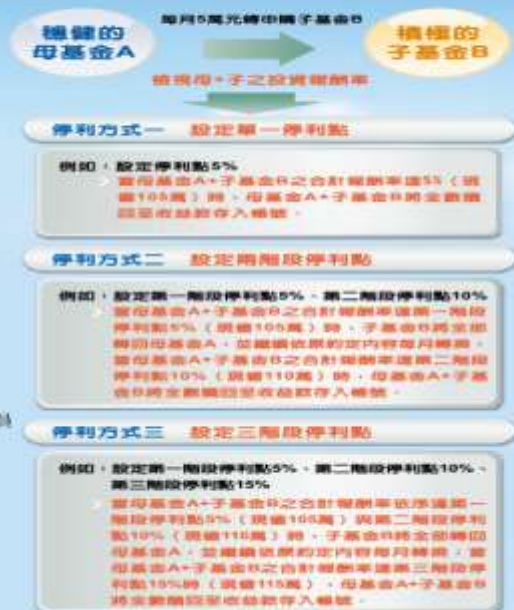 每月5萬元轉申購子基金B
穩健的
母基金A
積極的
子基金B
檢視母+子之投資報酬率
停利方式一 設定單一停利點
例如，設定停利點5%
當母基金A+子基金B之合計報酬率達5%（現
值105萬）時，母基金A+子基金B將全數贖
回至收益款存入帳號。
停利方式二 設定兩階段停利點
例如，設定第一階段停利點5%、第二階段停利點10%
當母基金A+子基金B之合計報酬率達第一階段
停利點5%（現值105萬）時，子基金B將全部
轉回母基金A，並繼續依原約定內容每月轉換，
當母基金A+子基金B之合計報酬率達第二階段
停利點10%（現值110萬）時，母基金A+子基
金B將全數贖回至收益款存入帳號。
停利方式三 設定三階段停利點
例如，設定第一階段停利點5%、第二階段停利點10%、
第三階段停利點15%
當母基金A+子基金B之合計報酬率依序達第一
階段停利點5%（現值105萬）與第二階段停利
點10%（現值110萬）時，子基金B將全部轉回
母基金A，並繼續依原約定內容每月轉換，當
母基金A+子基金B之合計報酬率達第三階段停
利點15%時（現值115萬），母基金A+子基金B
將全數贖回至收益款存入帳號。